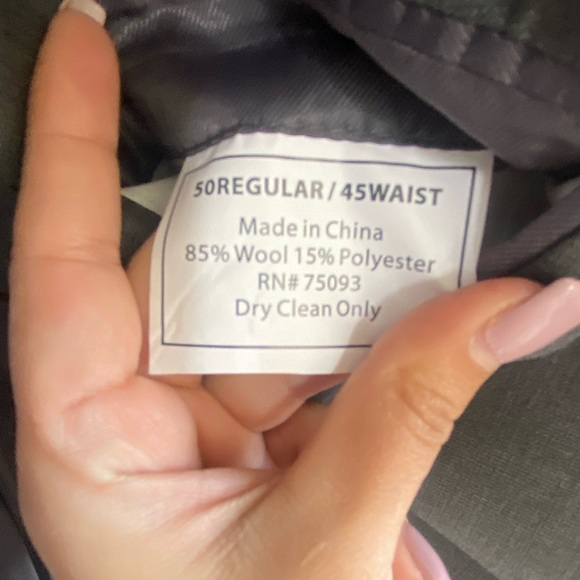 50REGULAR/45WAIST
Made in China
85% Wool 15% Polyester
RN# 75093
Dry Clean Only